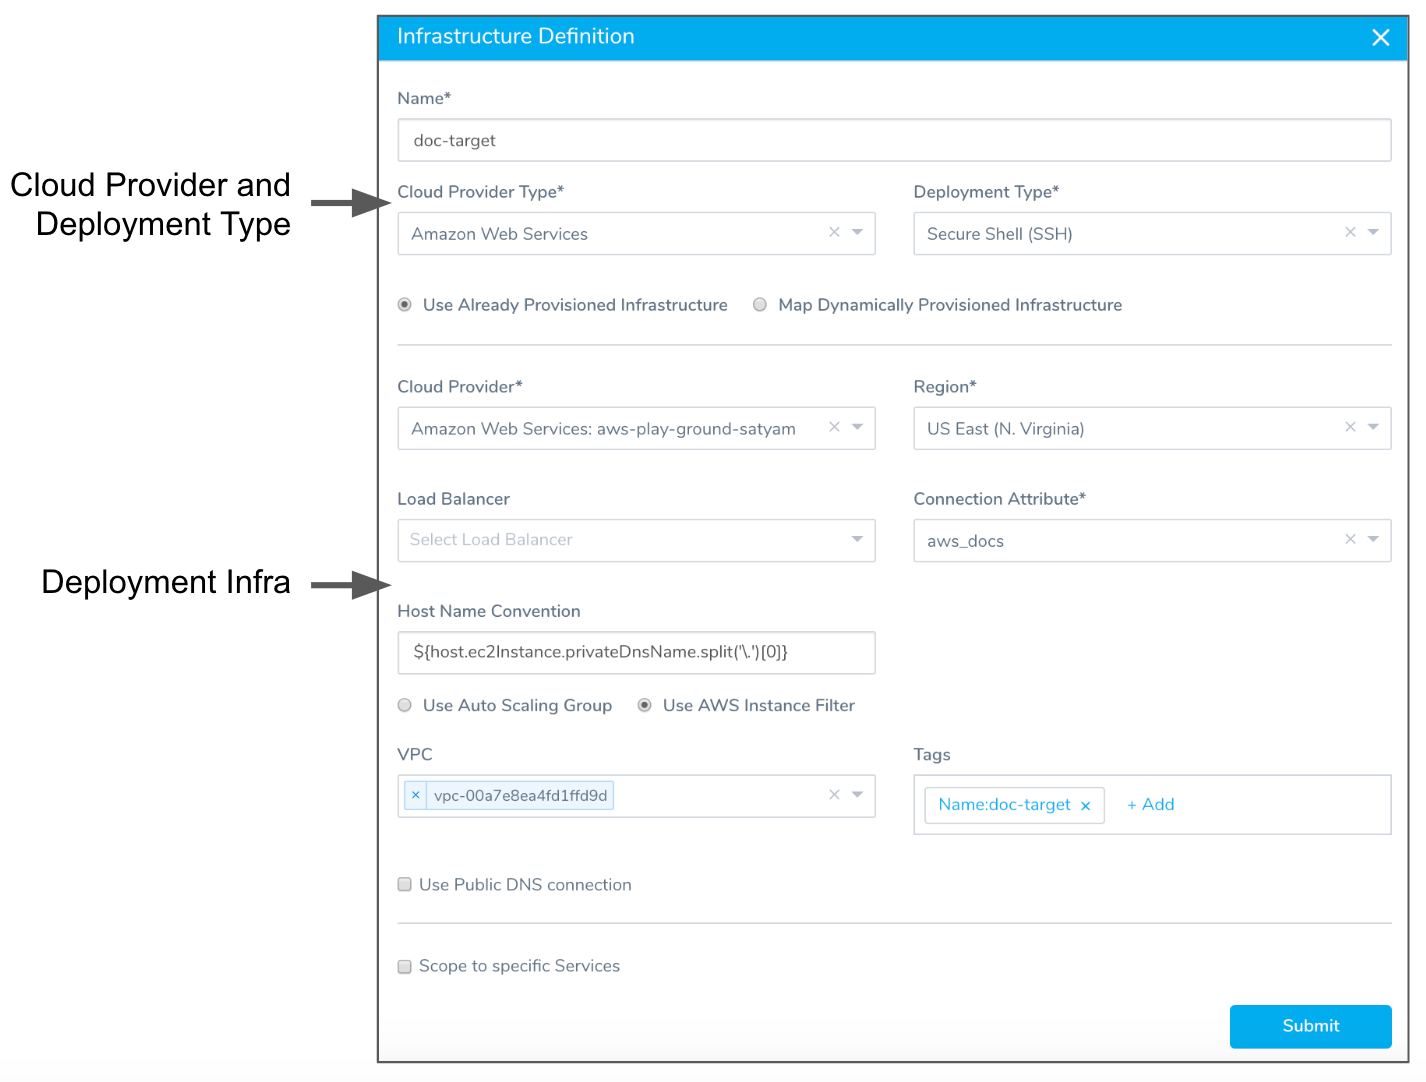 Infrastructure Definition
Name*
doc-target
Cloud Provider and
Deployment Type
Cloud Provider Type*
Deployment Type*
Amazon Web Services
Secure Shell (SSH)
Use Already Provisioned Infrastructure
Map Dynamically Provisioned Infrastructure
Cloud Provider*
Region*
Amazon Web Services: aws-play-ground-satyam
US East (N. Virginia)
Load Balancer
Connection Attribute*
Select Load Balancer
aws_docs
Deployment Infra
Host Name Convention
${host.ec2Instance.privateDnsName.split('\.')[0]}
Use Auto Scaling Group
Use AWS Instance Filter
VPC
Tags
vpc-00a7e8ea4fd1ffd9d
Name:doc-target
+ Add
Use Public DNS connection
Scope to specific Services
Submit